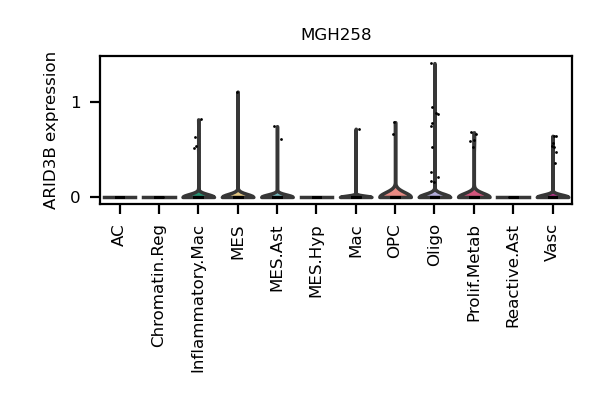 MGH258
ARID3B expression
1
0
AC
Chromatin.Reg
Inflammatory.Mac
MES
MES.Ast
MES.Hyp
Mac
OPC
Oligo
Prolif.Metab
Reactive.Ast
Vasc